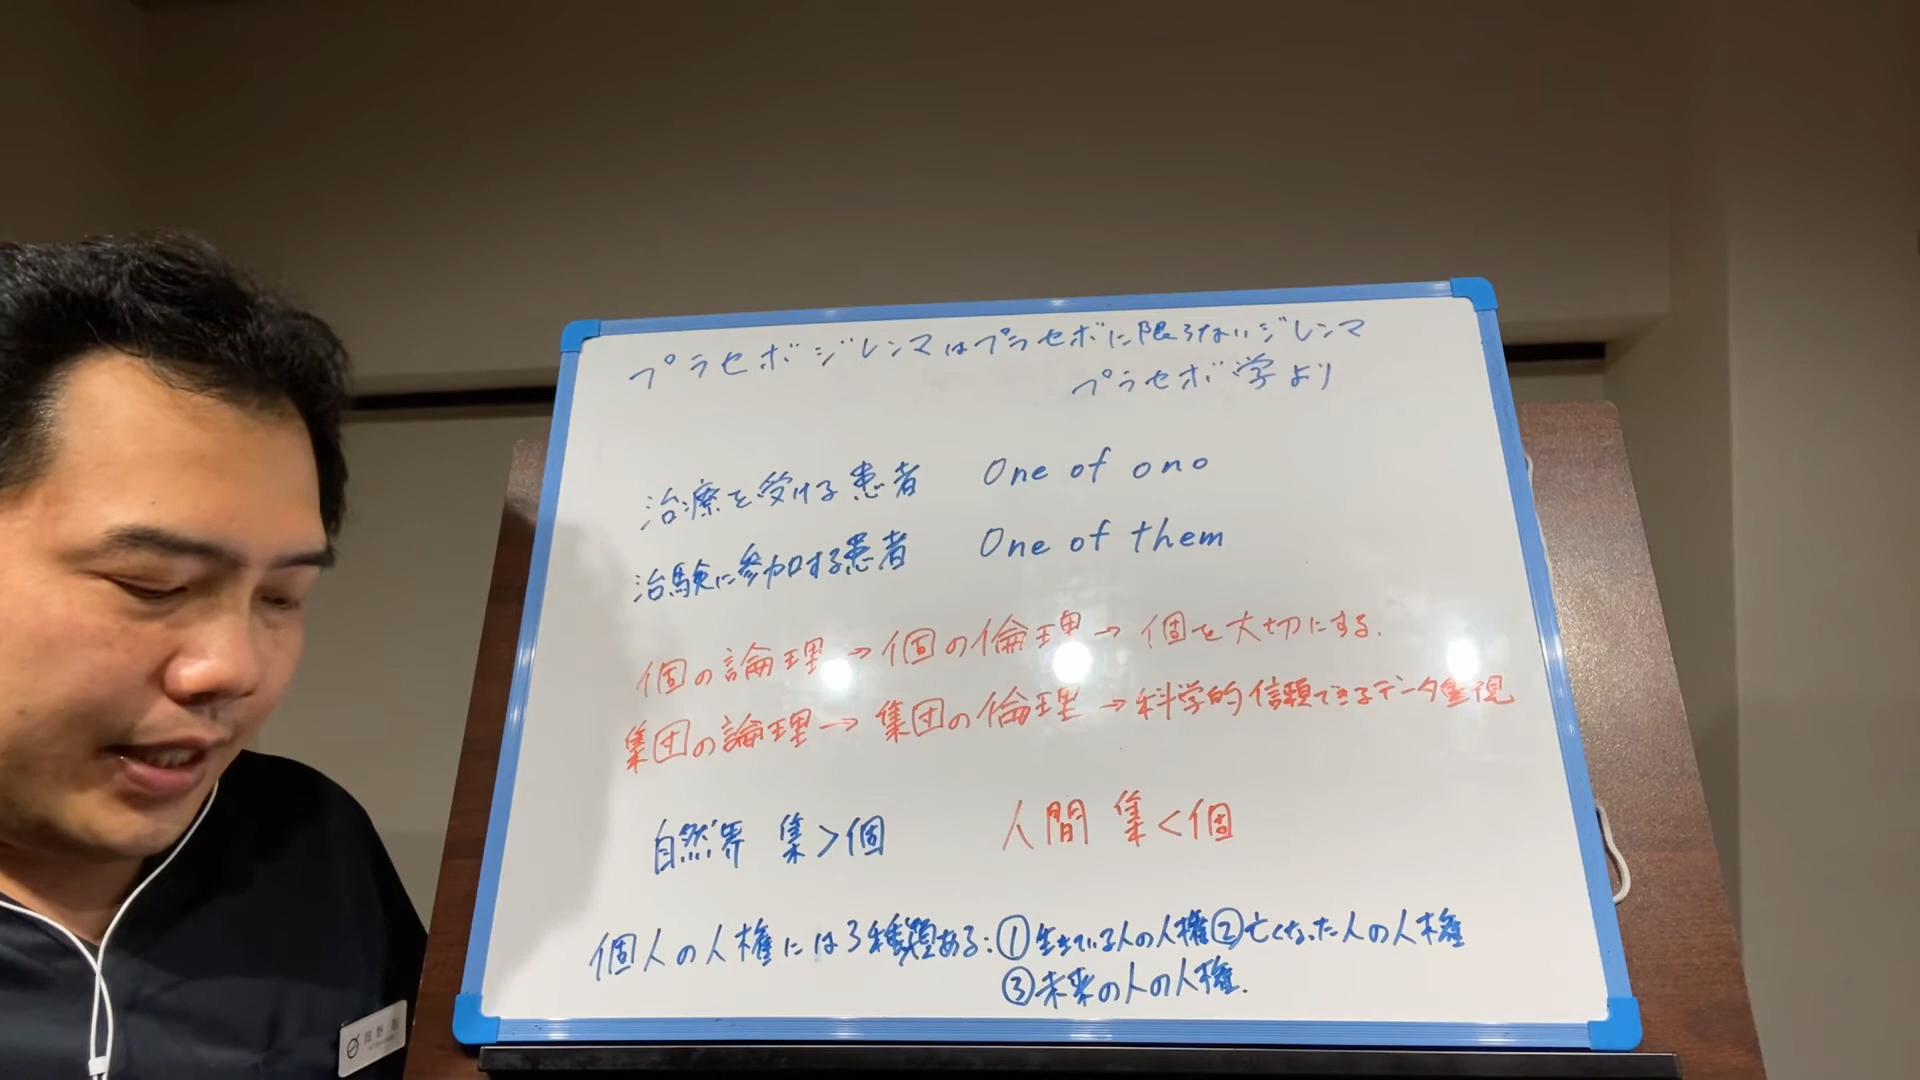 プラセボジレンマはプラセボに限らないジレンマ
プラセボ学より
治療を受ける患者 One of ono
治験に参加する患者 One of them
個の論理→個の倫理→個を大切にする.
集団の論理→集団の倫理→科学的信頼できるデータ重視
自然界 集>個 人間 集<個
個人の人権には3種類ある:①生きている人の人権②亡くなった人の人権
③未来の人の人権.